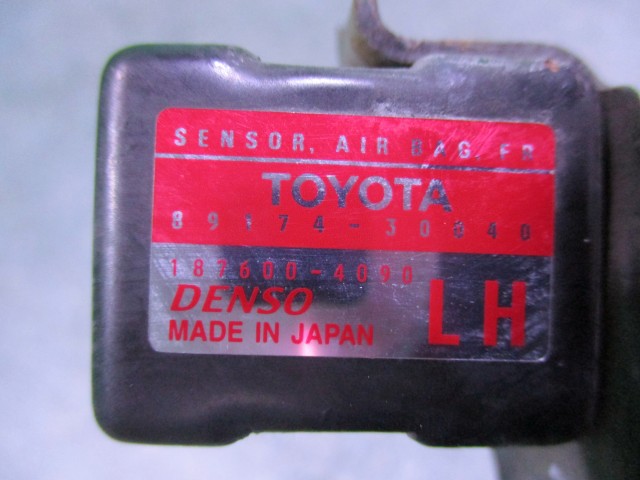 SENSOR, AIR BAG, FR
TOYOTA
89174-30040
187600-4090
DENSO
MADE IN JAPAN
LH